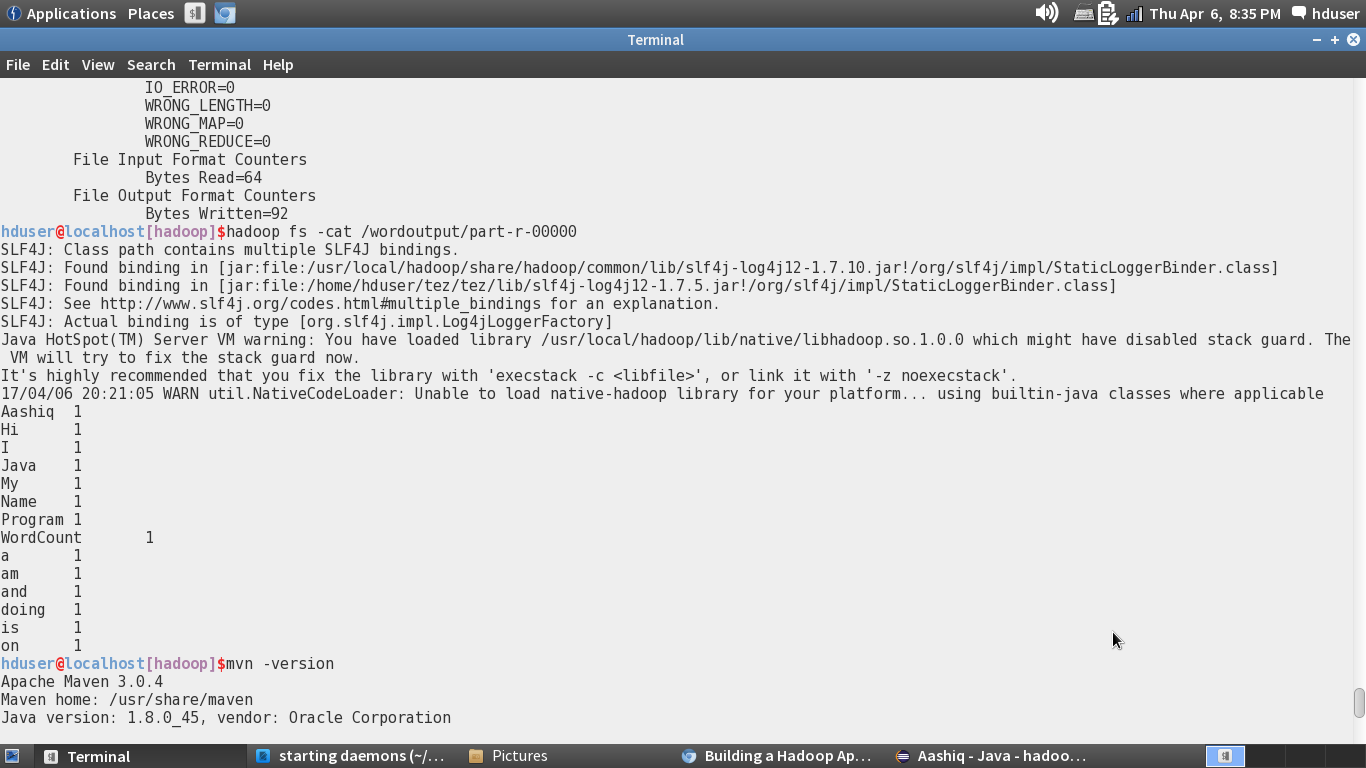 Applications Places Thu Apr 6, 8:35 PM hduser
Terminal
File Edit View Search Terminal Help
IO_ERROR=0
WRONG_LENGTH=0
WRONG_MAP=0
WRONG_REDUCE=0
File Input Format Counters
Bytes Read=64
File Output Format Counters
Bytes Written=92
hduser@localhost[hadoop]$hadoop fs -cat /wordoutput/part-r-00000
SLF4J: Class path contains multiple SLF4J bindings.
SLF4J: Found binding in [jar:file:/usr/local/hadoop/share/hadoop/common/lib/slf4j-log4j12-1.7.10.jar!/org/slf4j/impl/StaticLoggerBinder.class]
SLF4J: Found binding in [jar:file:/home/hduser/tez/tez/lib/slf4j-log4j12-1.7.5.jar!/org/slf4j/impl/StaticLoggerBinder.class]
SLF4J: See http://www.slf4j.org/codes.html#multiple_bindings for an explanation.
SLF4J: Actual binding is of type [org.slf4j.impl.Log4jLoggerFactory]
Java HotSpot(TM) Server VM warning: You have loaded library /usr/local/hadoop/lib/native/libhadoop.so.1.0.0 which might have disabled stack guard. The
VM will try to fix the stack guard now.
It's highly recommended that you fix the library with 'execstack -c <libfile>', or link it with '-z noexecstack'.
17/04/06 20:21:05 WARN util.NativeCodeLoader: Unable to load native-hadoop library for your platform... using builtin-java classes where applicable
Aashiq 1
Hi 1
I 1
Java 1
My 1
Name 1
Program 1
WordCount 1
a 1
am 1
and 1
doing 1
is 1
on 1
hduser@localhost[hadoop]$mvn -version
Apache Maven 3.0.4
Maven home: /usr/share/maven
Java version: 1.8.0_45, vendor: Oracle Corporation
Terminal starting daemons (~/... Pictures Building a Hadoop Ap... Aashiq - Java - hadoo...